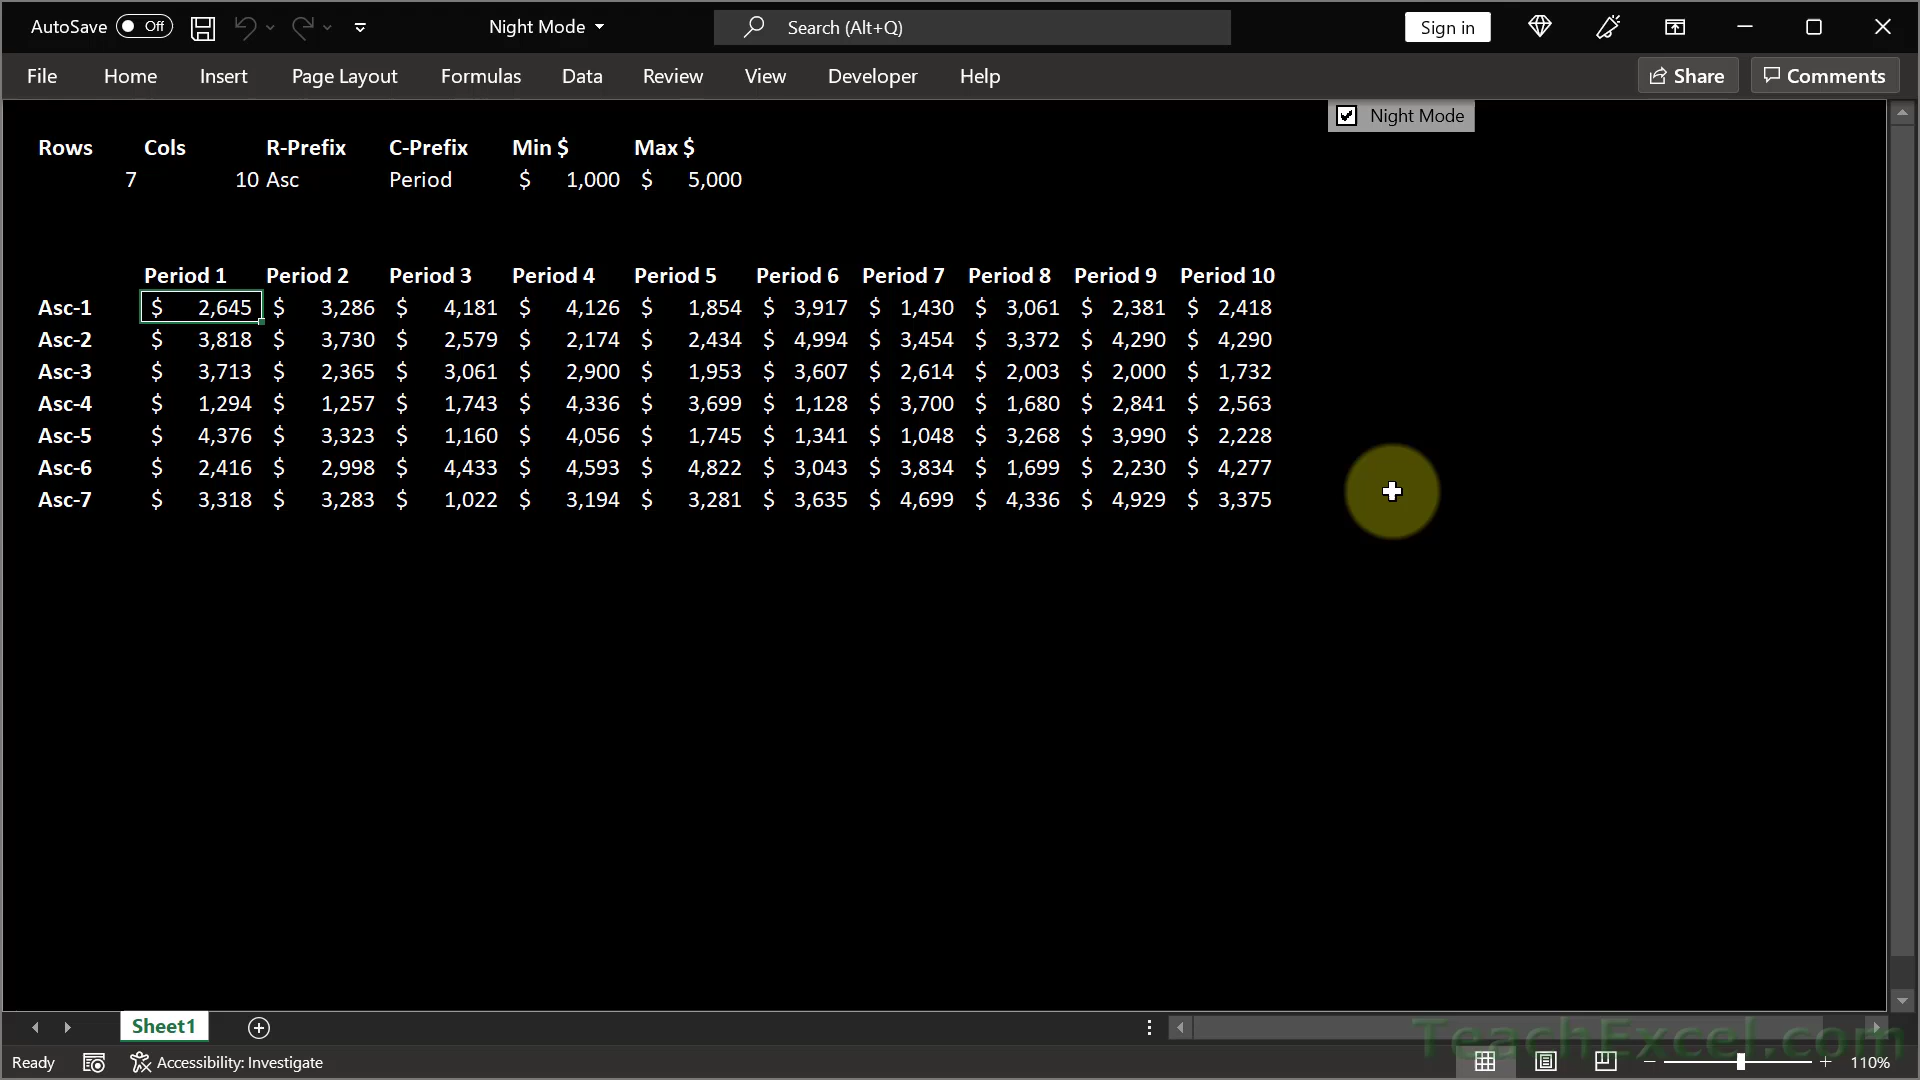 AutoSave Off Night Mode Search (Alt+Q) Sign in
File Home Insert Page Layout Formulas Data Review View Developer Help Share Comments
Night Mode
Rows Cols R-Prefix C-Prefix Min $ Max $
7 10 Asc Period $ 1,000 $ 5,000
Period 1 Period 2 Period 3 Period 4 Period 5 Period 6 Period 7 Period 8 Period 9 Period 10
Asc-1 $ 2,645 $ 3,286 $ 4,181 $ 4,126 $ 1,854 $ 3,917 $ 1,430 $ 3,061 $ 2,381 $ 2,418
Asc-2 $ 3,818 $ 3,730 $ 2,579 $ 2,174 $ 2,434 $ 4,994 $ 3,454 $ 3,372 $ 4,290 $ 4,290
Asc-3 $ 3,713 $ 2,365 $ 3,061 $ 2,900 $ 1,953 $ 3,607 $ 2,614 $ 2,003 $ 2,000 $ 1,732
Asc-4 $ 1,294 $ 1,257 $ 1,743 $ 4,336 $ 3,699 $ 1,128 $ 3,700 $ 1,680 $ 2,841 $ 2,563
Asc-5 $ 4,376 $ 3,323 $ 1,160 $ 4,056 $ 1,745 $ 1,341 $ 1,048 $ 3,268 $ 3,990 $ 2,228
Asc-6 $ 2,416 $ 2,998 $ 4,433 $ 4,593 $ 4,822 $ 3,043 $ 3,834 $ 1,699 $ 2,230 $ 4,277
Asc-7 $ 3,318 $ 3,283 $ 1,022 $ 3,194 $ 3,281 $ 3,635 $ 4,699 $ 4,336 $ 4,929 $ 3,375
Sheet1
TeachExcel.com
Ready Accessibility: Investigate 110%